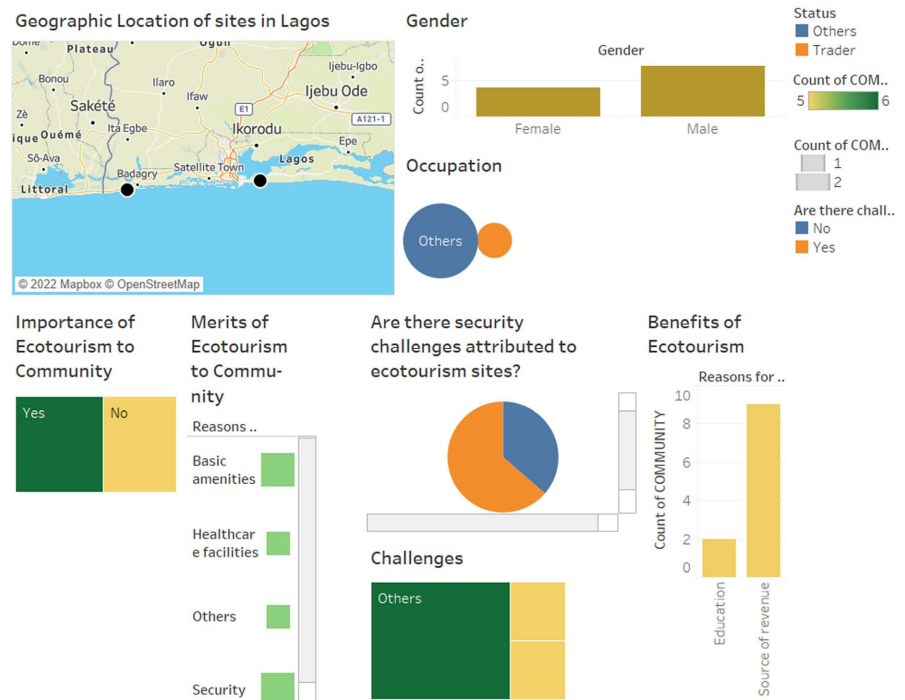 Geographic Location of sites in Lagos
Plateau
Bonou
Ilaro
Ifaw
Ijebu-Igbo
Ijebu Ode
Sakété
E1
A121-1
Zè
Ouémé
Ita Egbe
Ikorodu
Epe
Sô-Ava
Satellite Town
Lagos
Badagry
Littoral
© 2022 Mapbox © OpenStreetMap
Gender
Gender
Count o..
5
0
Female
Male
Occupation
Others
Status
Others
Trader
Count of COM..
5
6
Count of COM..
1
2
Are there chall..
No
Yes
Importance of
Ecotourism to
Community
Yes
No
Merits of
Ecotourism
to Commu-
nity
Reasons ..
Basic
amenities
Healthcar
e facilities
Others
Security
Are there security
challenges attributed to
ecotourism sites?
Challenges
Others
Benefits of
Ecotourism
Reasons for ..
Count of COMMUNITY
10
8
6
4
2
0
Education
Source of revenue